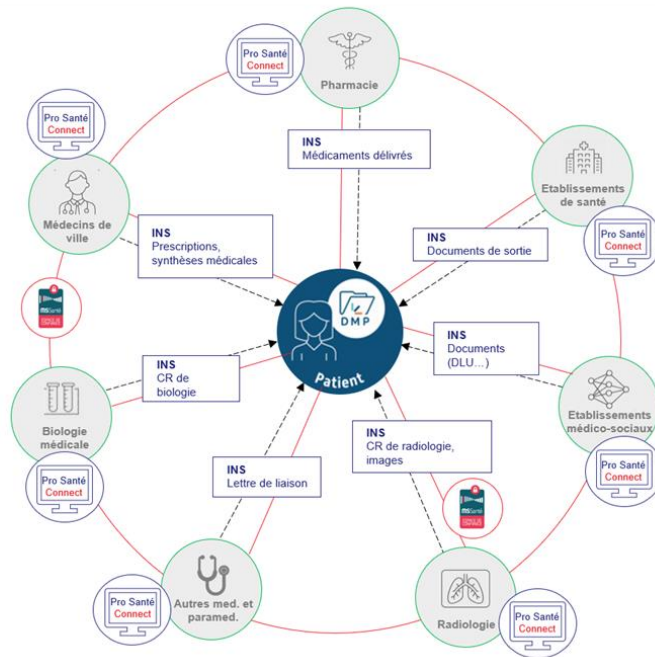 Pro Santé
Connect
Pharmacie
Pro Santé
Connect
Médecins de
ville
INS
Médicaments délivrés
Etablissements
de santé
Pro Santé
Connect
INS
Prescriptions,
synthèses médicales
INS
Documents de sortie
DMP
Patient
MSSanté
INS
Documents
(DLU...)
INS
CR de
biologie
Biologie
médicale
Pro Santé
Connect
Etablissements
médico-sociaux
Pro Santé
Connect
INS
CR de radiologie,
images
INS
Lettre de liaison
MSSanté
Pro Santé
Connect
Autres med. et
paramed.
Radiologie
Pro Santé
Connect